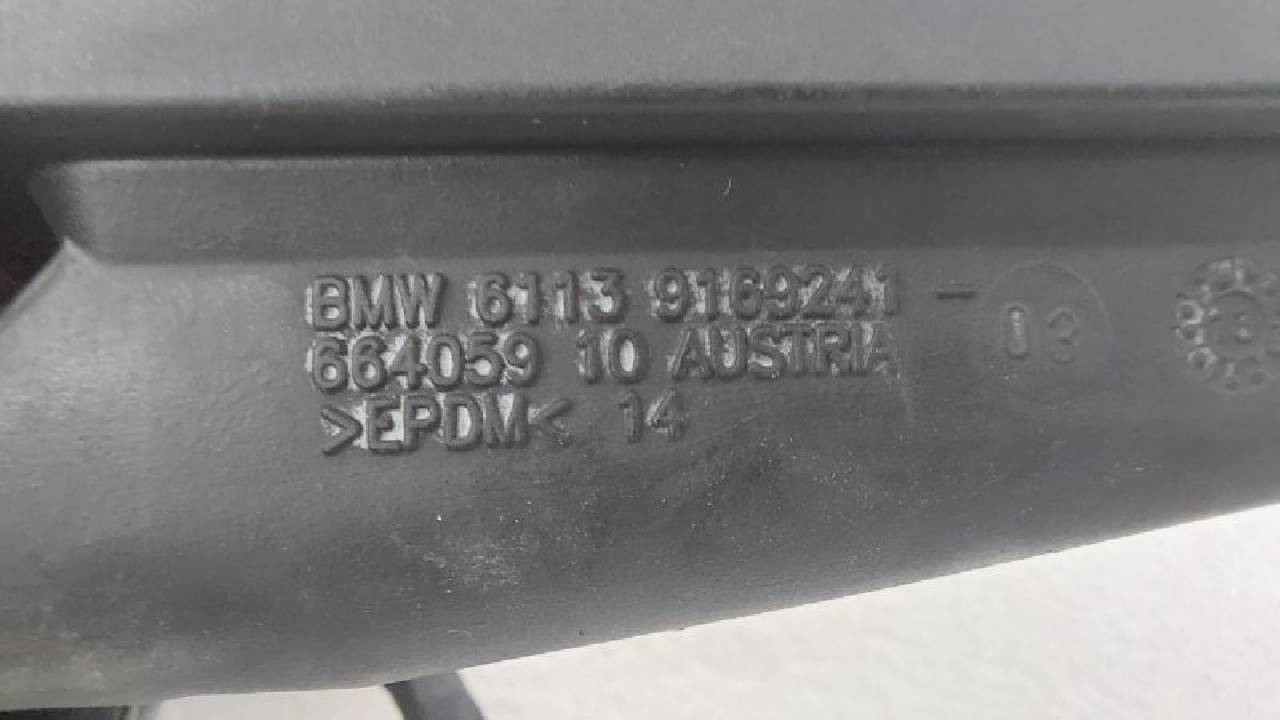 BMW 6113 9169241 -
664059 10 AUSTRIA
>EPDM< 14
03